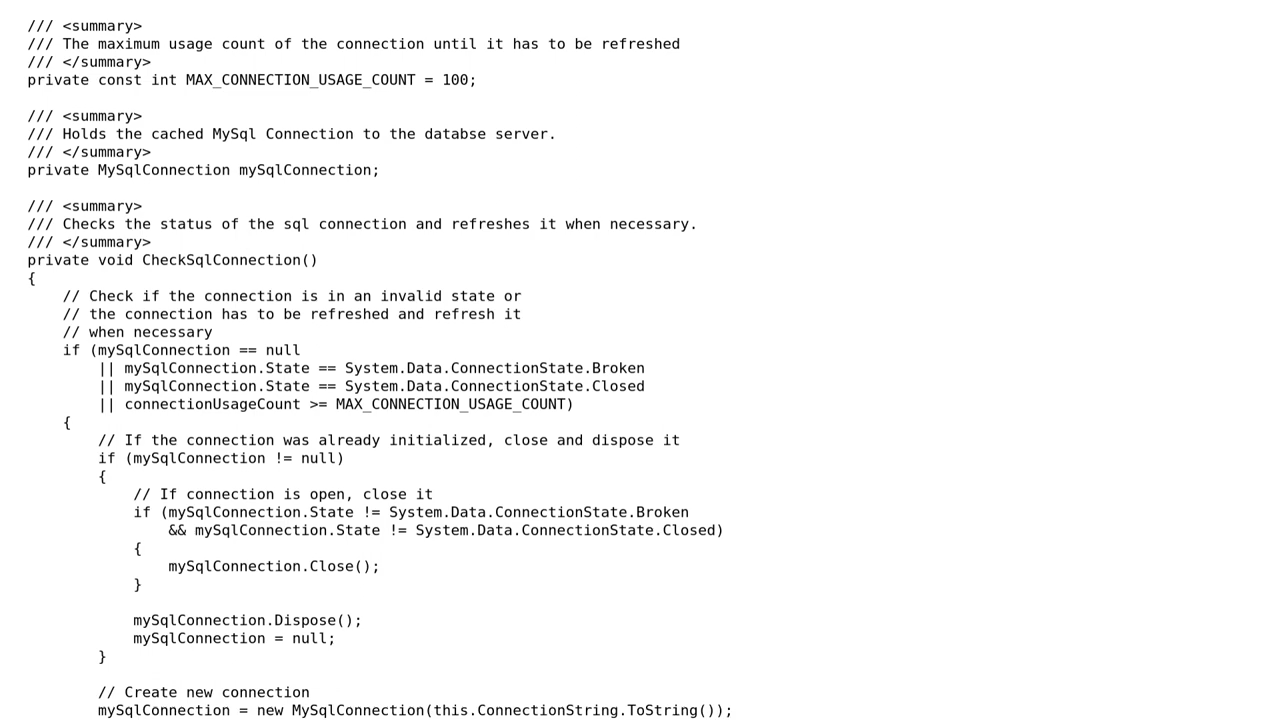 /// <summary>
/// The maximum usage count of the connection until it has to be refreshed
/// </summary>
private const int MAX_CONNECTION_USAGE_COUNT = 100;

/// <summary>
/// Holds the cached MySql Connection to the databse server.
/// </summary>
private MySqlConnection mySqlConnection;

/// <summary>
/// Checks the status of the sql connection and refreshes it when necessary.
/// </summary>
private void CheckSqlConnection()
{
    // Check if the connection is in an invalid state or
    // the connection has to be refreshed and refresh it
    // when necessary
    if (mySqlConnection == null
        || mySqlConnection.State == System.Data.ConnectionState.Broken
        || mySqlConnection.State == System.Data.ConnectionState.Closed
        || connectionUsageCount >= MAX_CONNECTION_USAGE_COUNT)
    {
        // If the connection was already initialized, close and dispose it
        if (mySqlConnection != null)
        {
            // If connection is open, close it
            if (mySqlConnection.State != System.Data.ConnectionState.Broken
                && mySqlConnection.State != System.Data.ConnectionState.Closed)
            {
                mySqlConnection.Close();
            }

            mySqlConnection.Dispose();
            mySqlConnection = null;
        }

        // Create new connection
        mySqlConnection = new MySqlConnection(this.ConnectionString.ToString());